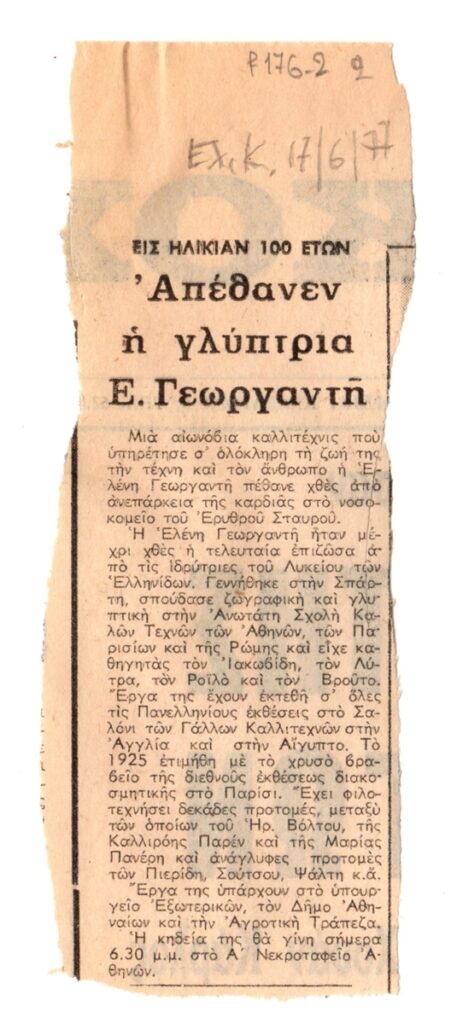 Ρ176-2 9
Εχ.Κ. 17/6/77
ΕΙΣ ΗΛΙΚΙΑΝ 100 ΕΤΩΝ
Ἀπέθανεν
ἡ γλύπτρια
Ε. Γεωργαντῆ
Μιὰ αἰωνόβια καλλιτέχνις ποὺ
ὑπηρέτησε σ' ὁλόκληρη τὴ ζωή της
τὴν τέχνη καὶ τὸν ἄνθρωπο ἡ Ἑ-
λένη Γεωργαντῆ πέθανε χθὲς ἀπὸ
ἀνεπάρκεια τῆς καρδιᾶς στὸ νοσο-
κομεῖο τοῦ Ἐρυθροῦ Σταυροῦ.
Ἡ Ἑλένη Γεωργαντῆ ἦταν μέ-
χρι χθὲς ἡ τελευταία ἐπιζῶσα ἀ-
πὸ τὶς ἱδρύτριες τοῦ Λυκείου τῶν
Ἑλληνίδων. Γεννήθηκε στὴν Σπάρ-
τη, σπούδασε ζωγραφικὴ καὶ γλυ-
πτικὴ στὴν Ἀνωτάτη Σχολὴ Κα-
λῶν Τεχνῶν τῶν Ἀθηνῶν, τῶν Πα-
ρισίων καὶ τῆς Ρώμης καὶ εἶχε κα-
θηγητὰς τὸν Ἰακωβίδη, τὸν Λύ-
τρα, τὸν Ροϊλὸ καὶ τὸν Βροῦτο.
Ἔργα της ἔχουν ἐκτεθῆ σ' ὅλες
τὶς Πανελληνίους ἐκθέσεις στὸ Σα-
λόνι τῶν Γάλλων Καλλιτεχνῶν στὴν
Ἀγγλία καὶ στὴν Αἴγυπτο. Τὸ
1925 ἐτιμήθη μὲ τὸ χρυσὸ βρα-
βεῖο τῆς διεθνοῦς ἐκθέσεως διακο-
σμητικῆς στὸ Παρίσι. Ἔχει φιλο-
τεχνήσει δεκάδες προτομές, μεταξὺ
τῶν ὁποίων τοῦ Ἡρ. Βόλτου, τῆς
Καλλιρόης Παρὲν καὶ τῆς Μαρίας
Πανέρη καὶ ἀνάγλυφες προτομὲς
τῶν Πιερίδη, Σούτσου, Ψάλτη κ.ἄ.
Ἔργα της ὑπάρχουν στὸ ὑπουρ-
γεῖο Ἐξωτερικῶν, τὸν Δῆμο Ἀθη-
ναίων καὶ τὴν Ἀγροτικὴ Τράπεζα.
Ἡ κηδεία της θὰ γίνη σήμερα
6.30 μ.μ. στὸ Α΄ Νεκροταφεῖο Ἀ-
θηνῶν.